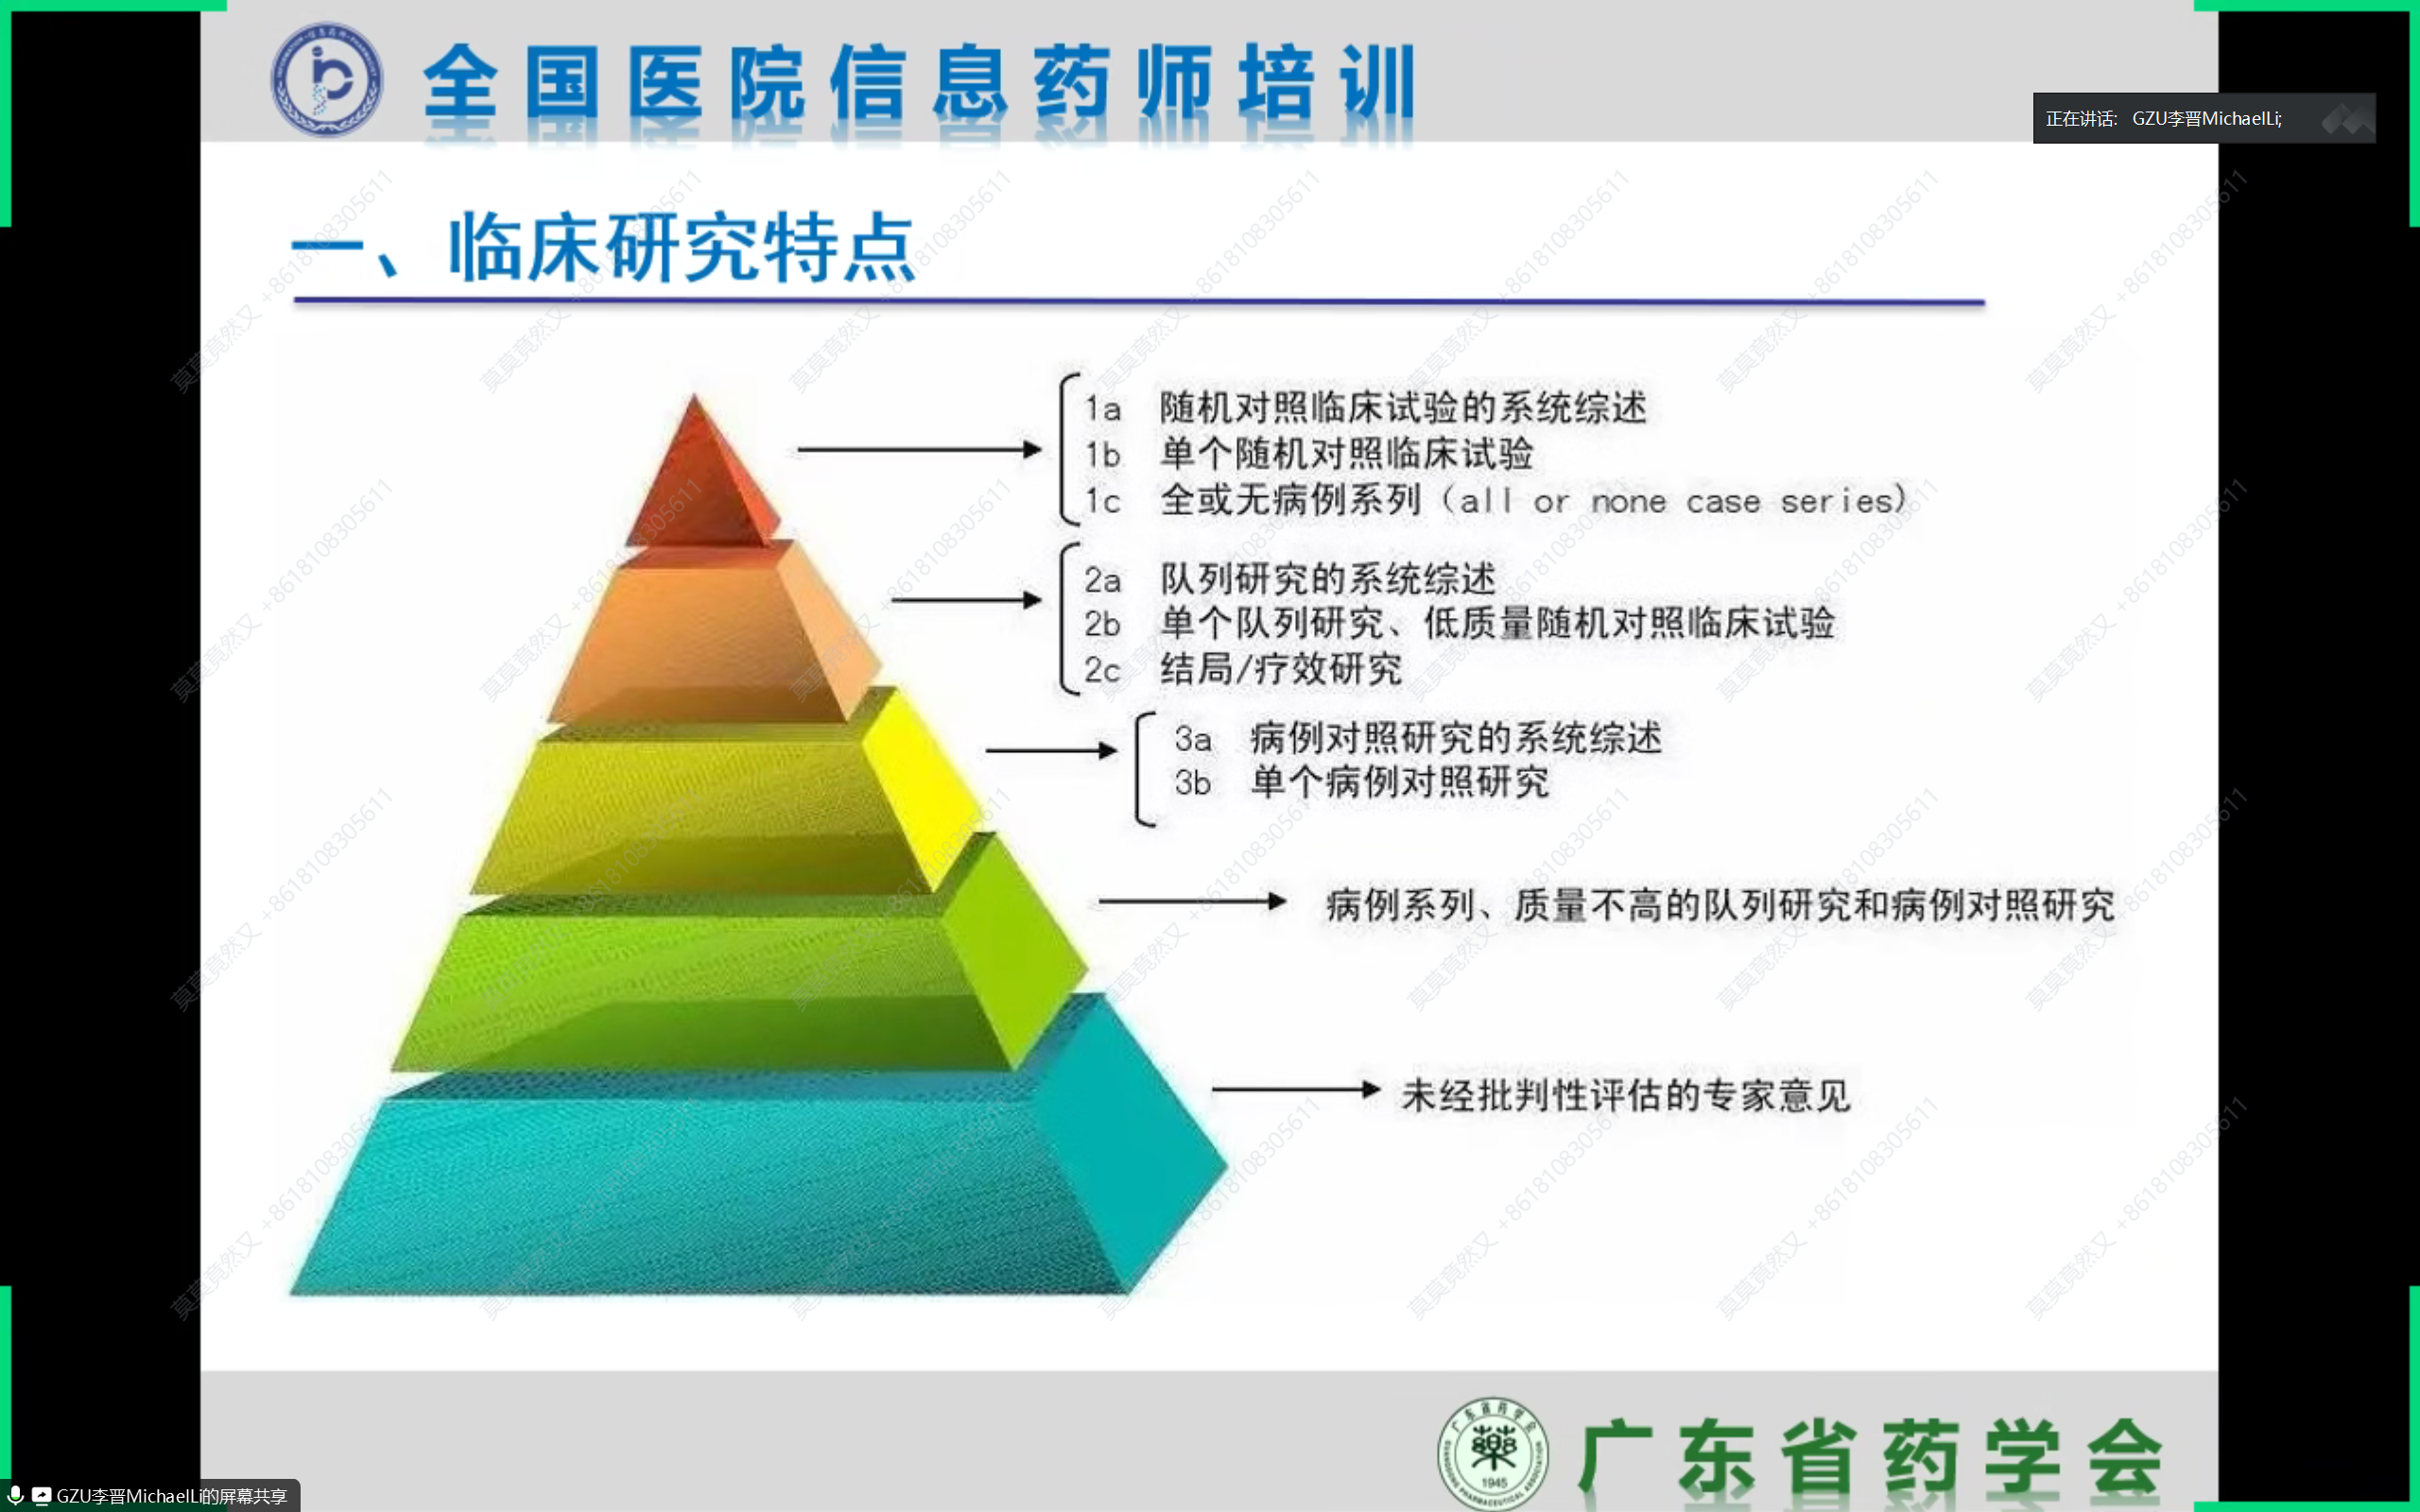 全国医院信息药师培训
正在讲话: GZU李晋MichaelLi;
一、临床研究特点
1a 随机对照临床试验的系统综述
1b 单个随机对照临床试验
1c 全或无病例系列（all or none case series）
2a 队列研究的系统综述
2b 单个队列研究、低质量随机对照临床试验
2c 结局/疗效研究
3a 病例对照研究的系统综述
3b 单个病例对照研究
病例系列、质量不高的队列研究和病例对照研究
未经批判性评估的专家意见
广东省药学会
1945
广东省药学会
GZU李晋MichaelLi的屏幕共享
莫莫竟然又 +8618108305611